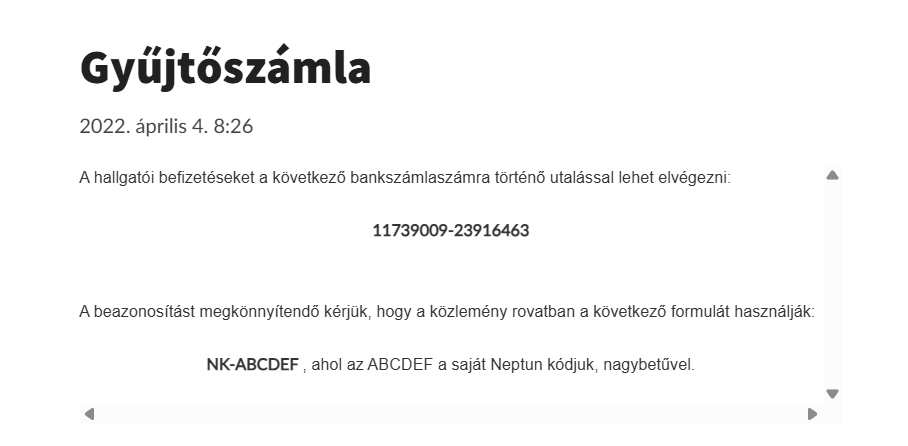 Gyűjtőszámla
2022. április 4. 8:26
A hallgatói befizetéseket a következő bankszámlaszámra történő utalással lehet elvégezni:
11739009-23916463
A beazonosítást megkönnyítendő kérjük, hogy a közlemény rovatban a következő formulát használják:
NK-ABCDEF , ahol az ABCDEF a saját Neptun kódjuk, nagybetűvel.